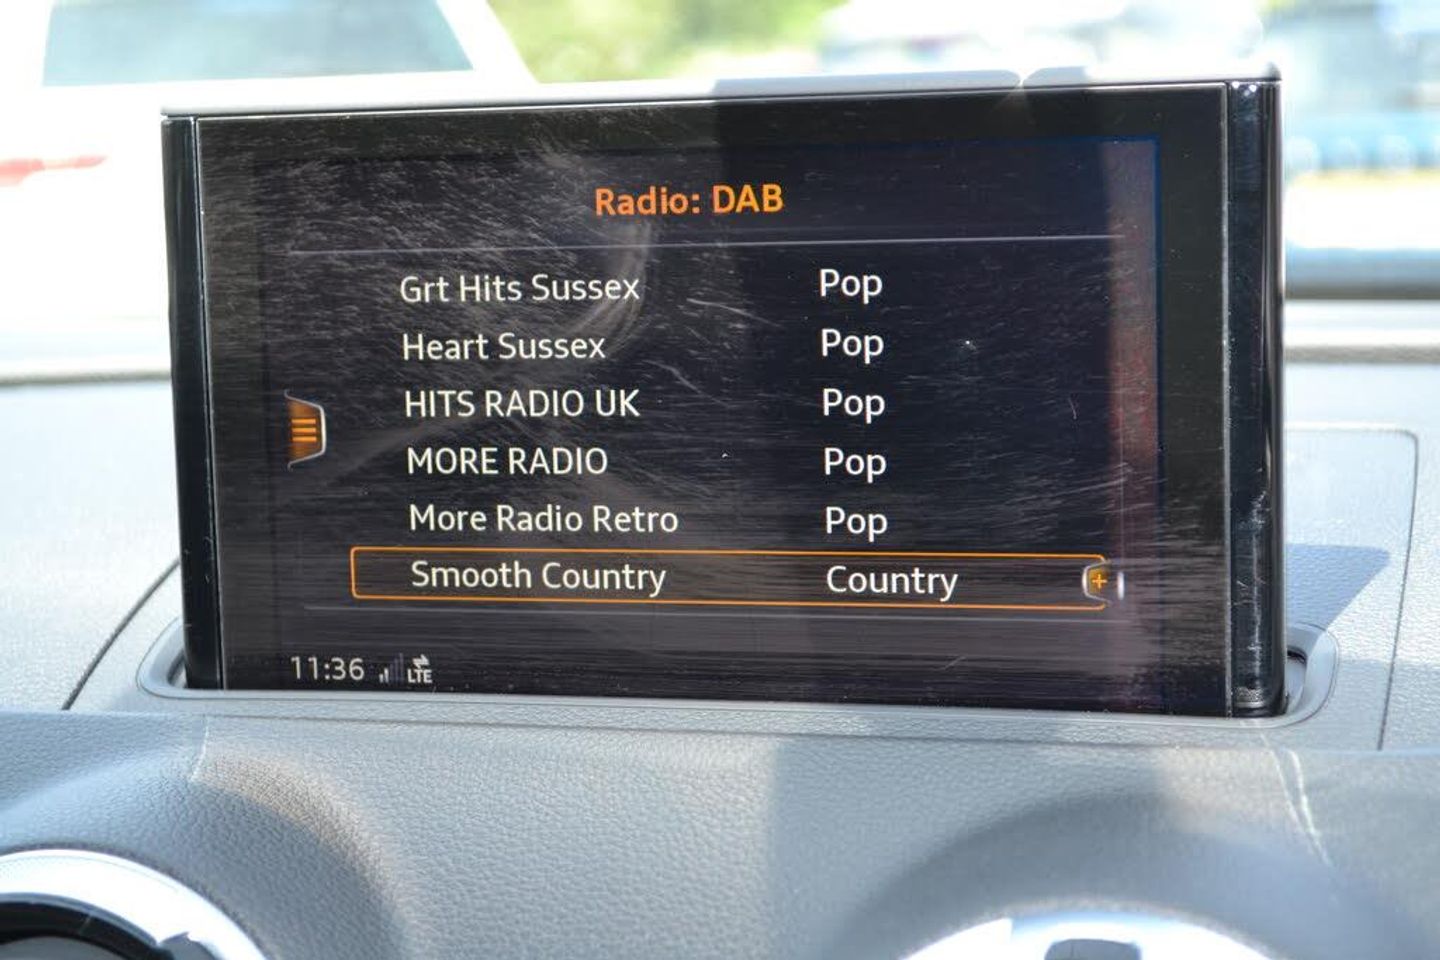 Radio: DAB
Grt Hits Sussex Pop
Heart Sussex Pop
HITS RADIO UK Pop
MORE RADIO Pop
More Radio Retro Pop
Smooth Country Country +
11:36 LTE